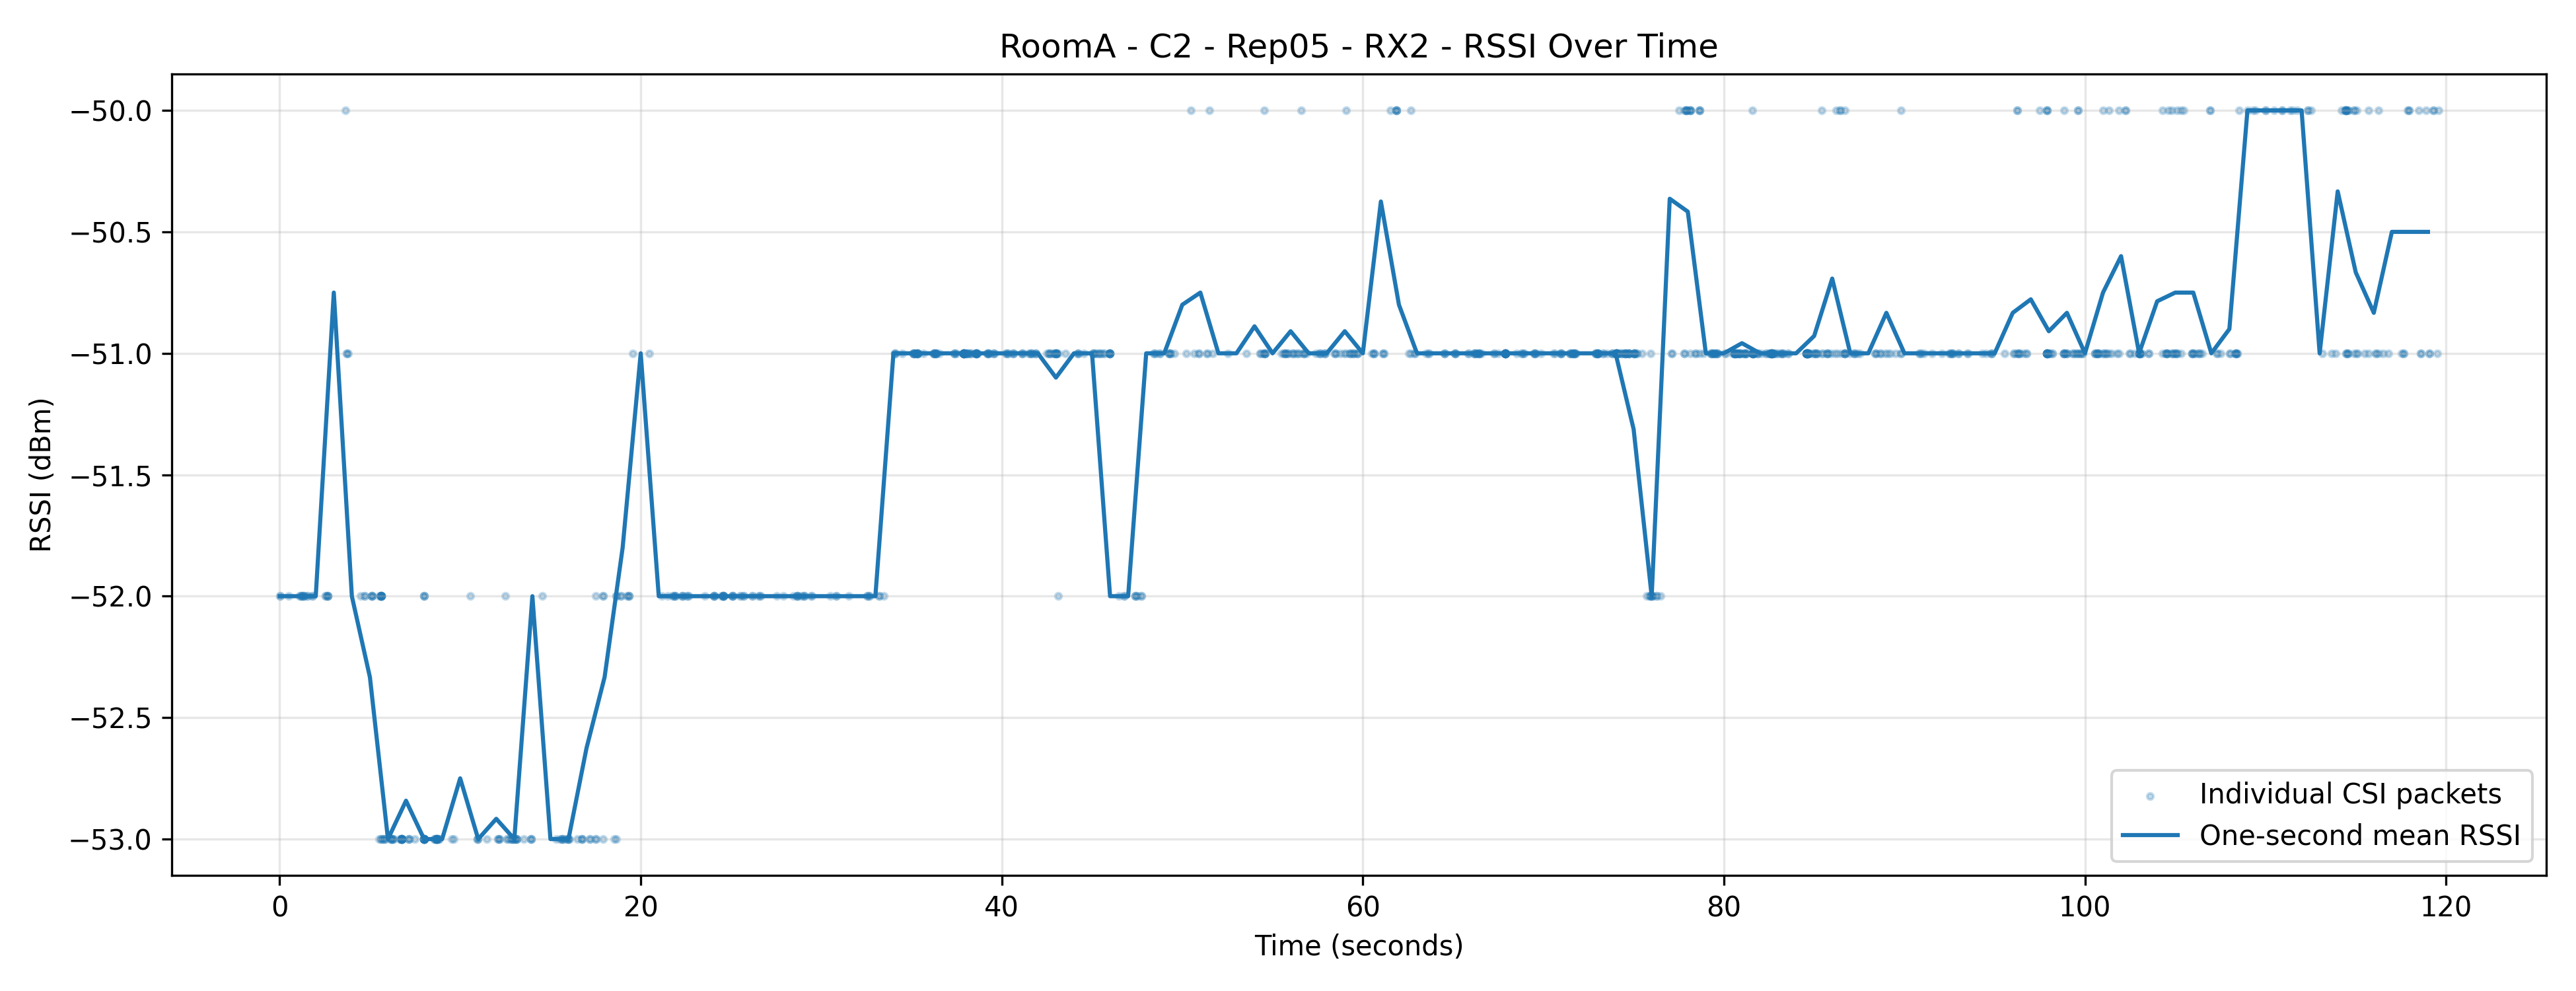 RoomA - C2 - Rep05 - RX2 - RSSI Over Time
RSSI (dBm)
−50.0
−50.5
−51.0
−51.5
−52.0
−52.5
−53.0
Individual CSI packets
One-second mean RSSI
0 20 40 60 80 100 120
Time (seconds)